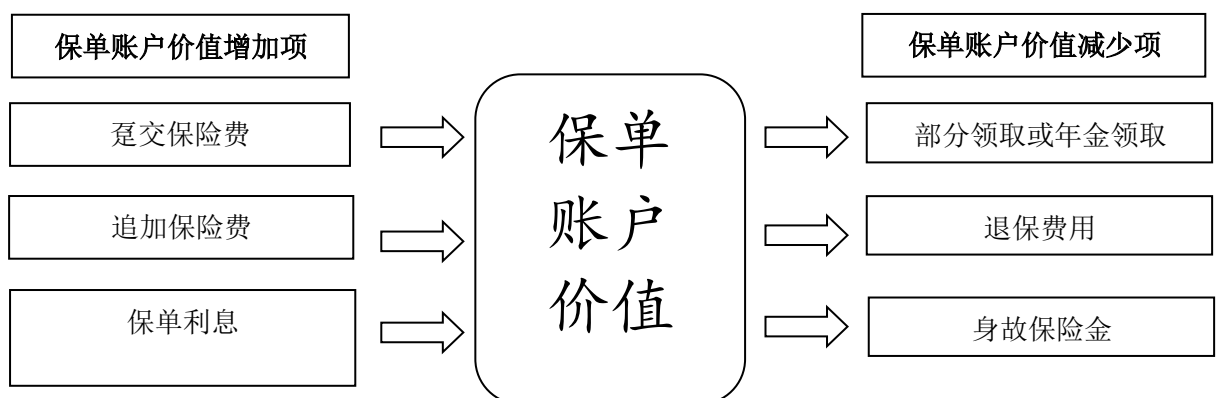 保单账户价值增加项
保单账户价值减少项
趸交保险费
追加保险费
保单利息
保单
账户
价值
部分领取或年金领取
退保费用
身故保险金